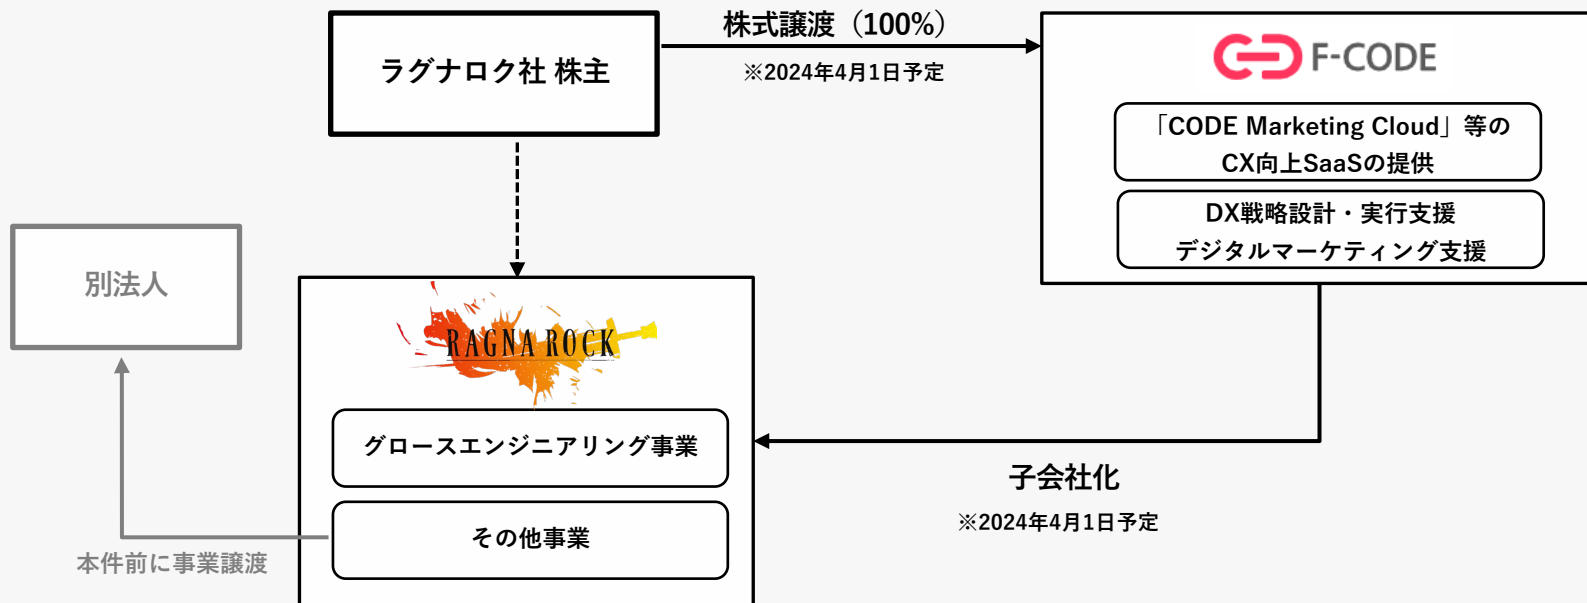 株式譲渡（100%）
※2024年4月1日予定
ラグナロク社 株主
F-CODE
「CODE Marketing Cloud」等の
CX向上SaaSの提供
DX戦略設計・実行支援
デジタルマーケティング支援
別法人
RAGNA ROCK
グロースエンジニアリング事業
その他事業
子会社化
※2024年4月1日予定
本件前に事業譲渡